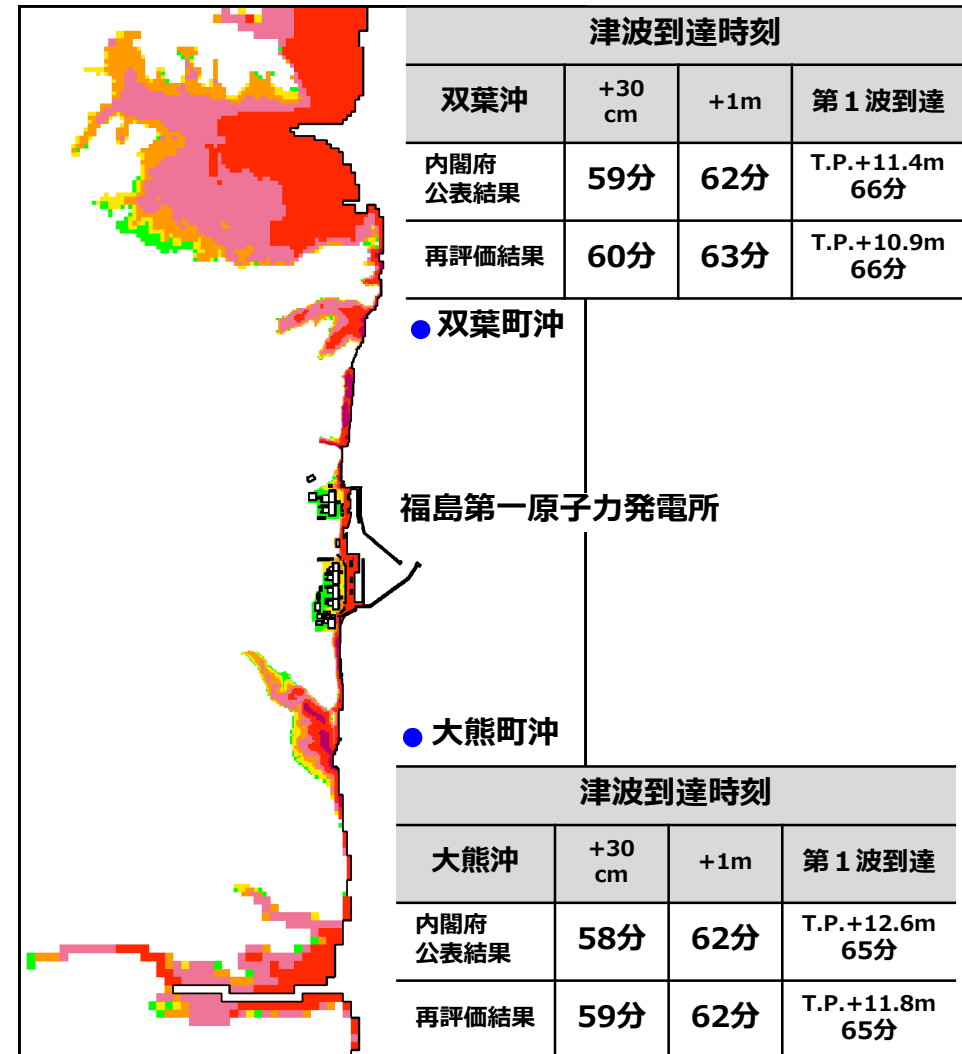 津波到達時刻
双葉沖 +30 cm +1m 第１波到達
内閣府 公表結果 59分 62分 T.P.+11.4m 66分
再評価結果 60分 63分 T.P.+10.9m 66分
双葉町沖
福島第一原子力発電所
大熊町沖
津波到達時刻
大熊沖 +30 cm +1m 第１波到達
内閣府 公表結果 58分 62分 T.P.+12.6m 65分
再評価結果 59分 62分 T.P.+11.8m 65分